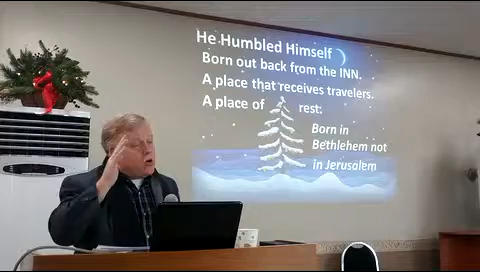 He Humbled Himself
Born out back from the INN.
A place that receives travelers.
A place of rest.
Born in
Bethlehem not
in Jerusalem